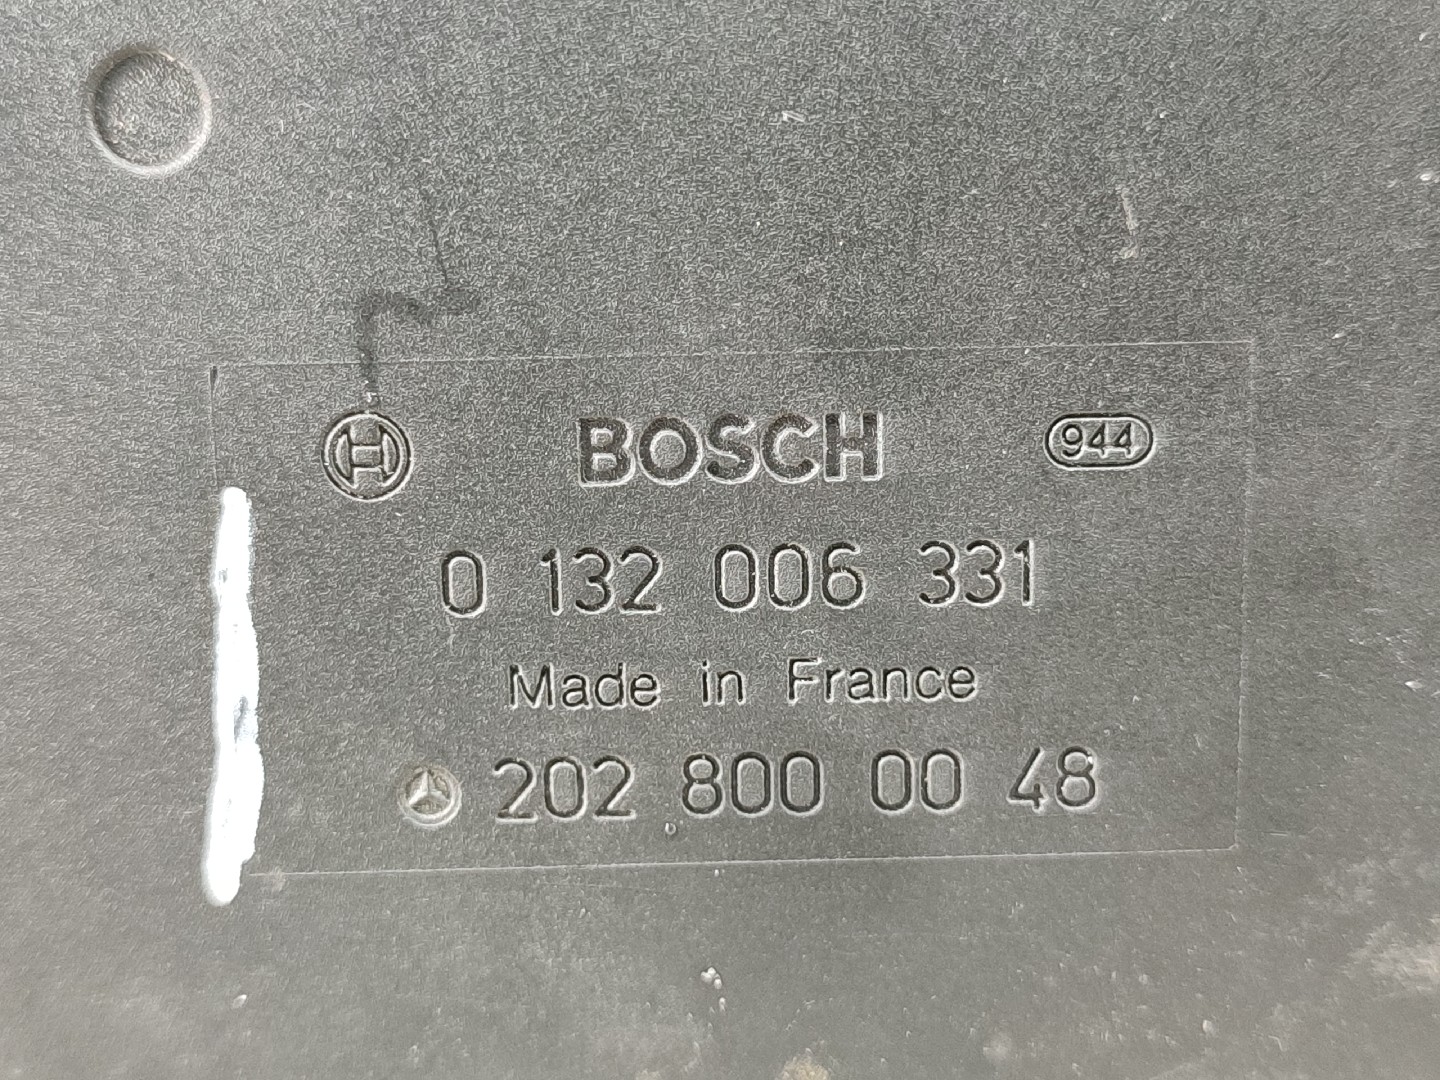 BOSCH 944
0 132 006 331
Made in France
202 800 00 48